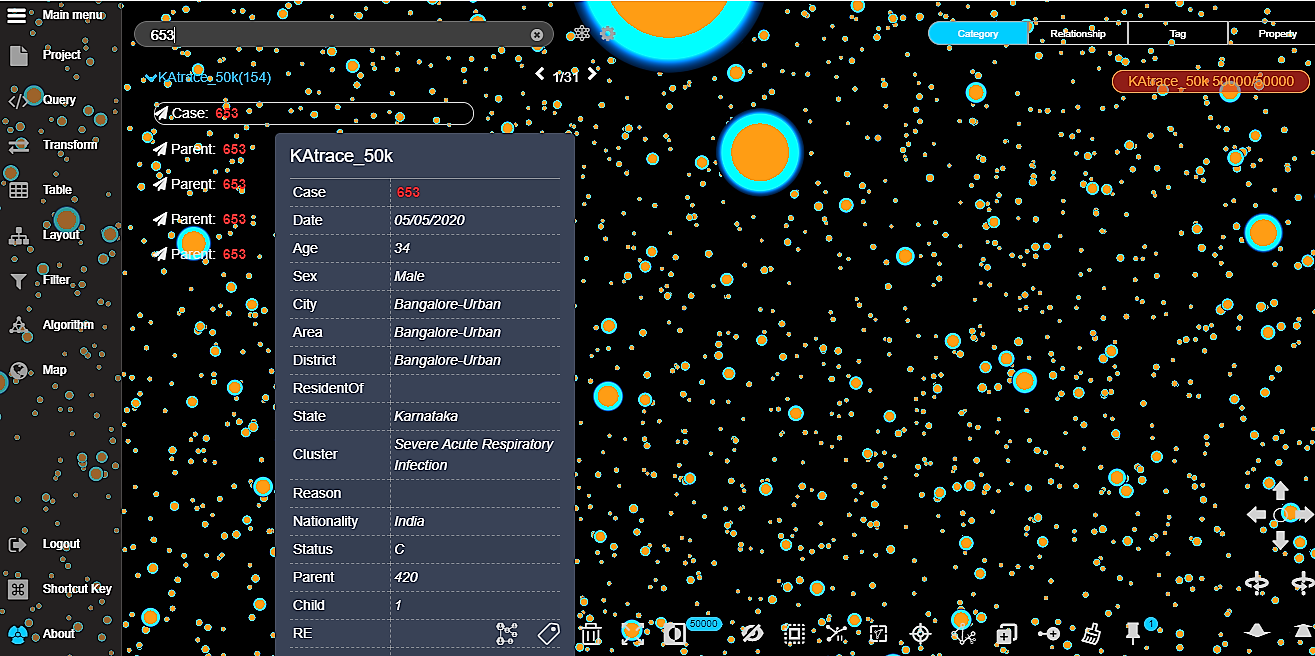 Main menu
Project
Query
Transform
Table
Layout
Filter
Algorithm
Map
Logout
Shortcut Key
About
653
KAtrace_50k(154)
1/31
Case: 653
Parent: 653
Parent: 653
Parent: 653
Parent: 653
KAtrace_50k
Case 653
Date 05/05/2020
Age 34
Sex Male
City Bangalore-Urban
Area Bangalore-Urban
District Bangalore-Urban
ResidentOf
State Karnataka
Cluster Severe Acute Respiratory
Infection
Reason
Nationality India
Status C
Parent 420
Child 1
RE
Category Relationship Tag Property
KAtrace_50k 50000/50000
50000
1